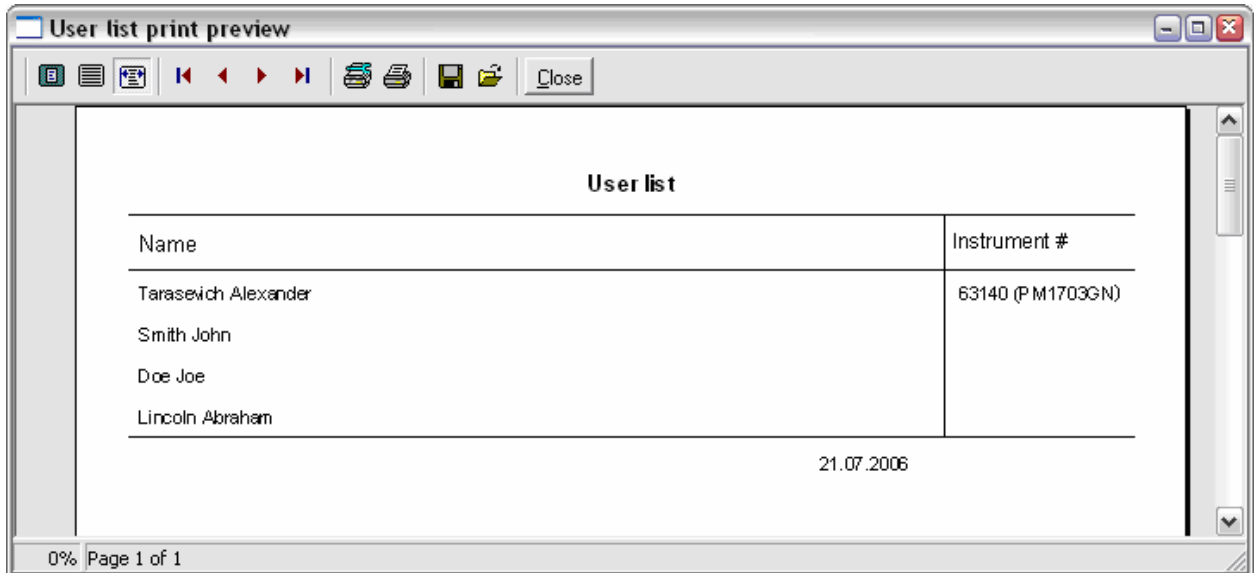 User list print preview
Close
User list
Name Instrument #
Tarasevich Alexander 63140 (PM1703GN)
Smith John
Doe Joe
Lincoln Abraham
21.07.2006
0% Page 1 of 1